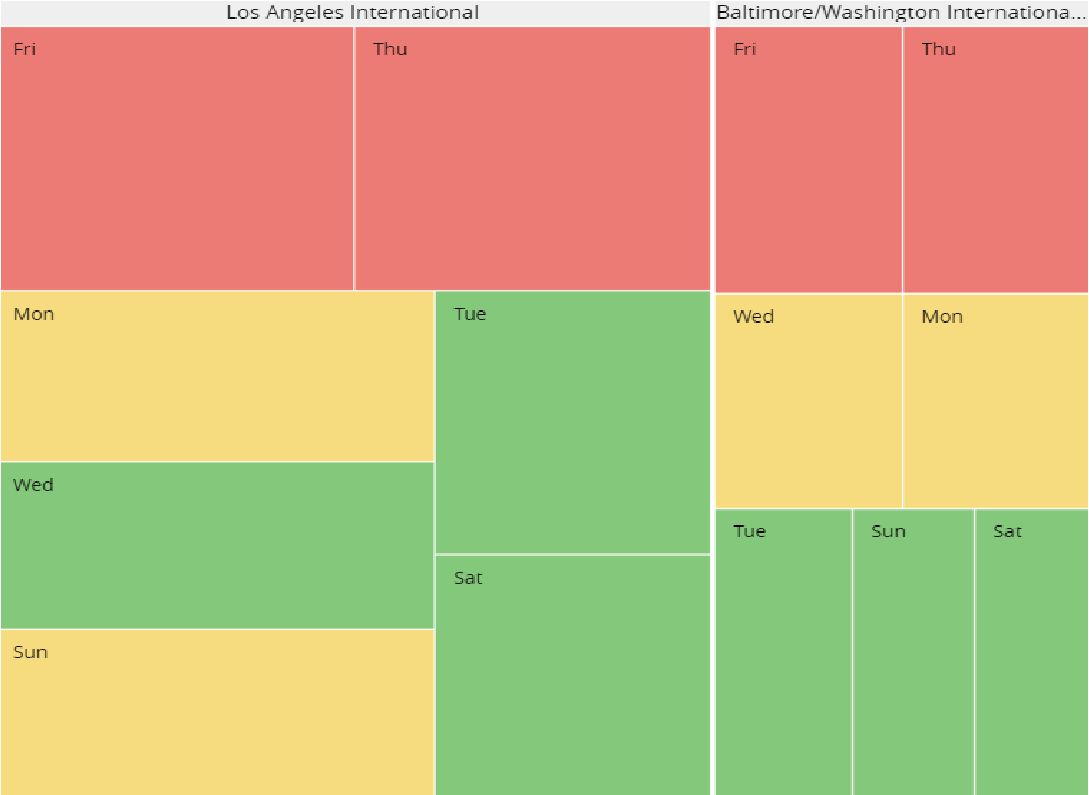 Los Angeles International
Fri
Thu
Mon
Tue
Wed
Sat
Sun
Baltimore/Washington Internationa...
Fri
Thu
Wed
Mon
Tue
Sun
Sat